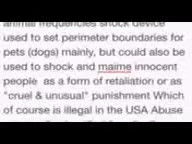 animal frequencies shock device
used to set perimeter boundaries for
pets (dogs) mainly, but could also be
used to shock and maime innocent
people as a form of retaliation or as
"cruel & unusual" punishment Which
of course is illegal in the USA Abuse